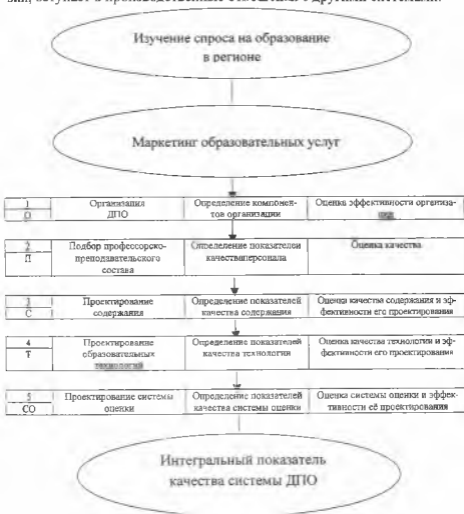 вступает в производственные отношения с другими системами.
Изучение спроса на образование
в регионе
Маркетинг образовательных услуг
1
О
Организация
ДПО
Определение компонен-
тов организации
Оценка эффективности организа-
ции
2
П
Подбор профессорско-
преподавательского
состава
Определение показателей
качества персонала
Оценка качества
3
С
Проектирование
содержания
Определение показателей
качества содержания
Оценка качества содержания и эф-
фективности его проектирования
4
Т
Проектирование
образовательных
технологий
Определение показателей
качества технологии
Оценка качества технологии и эф-
фективности его проектирования
5
СО
Проектирование системы
оценки
Определение показателей
качества системы оценки
Оценка системы оценки и эффек-
тивности её проектирования
Интегральный показатель
качества системы ДПО